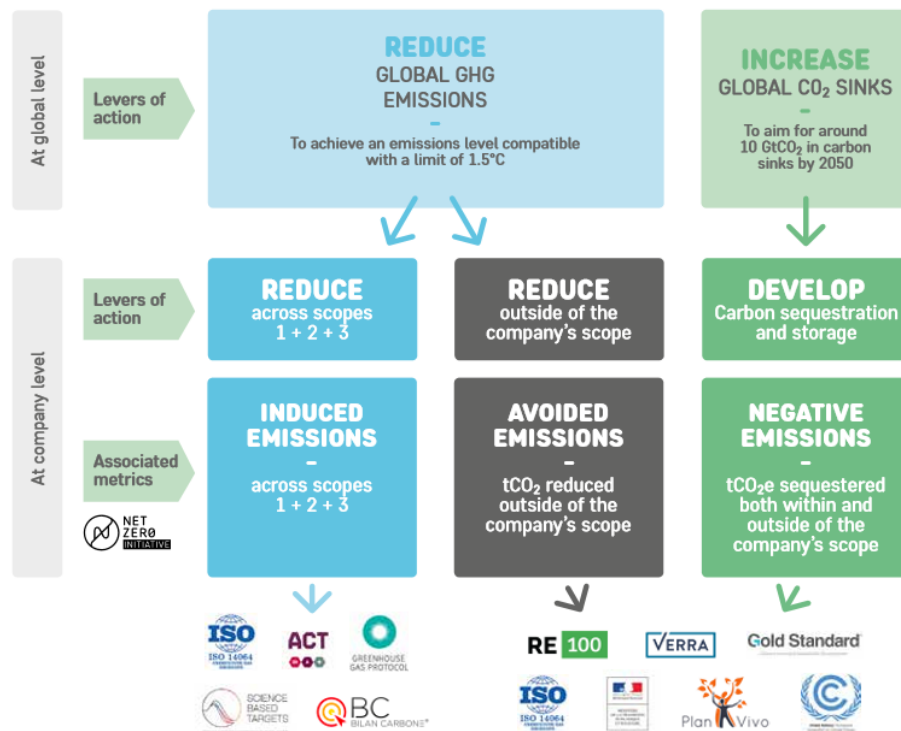 At global level
Levers of
action
REDUCE
GLOBAL GHG
EMISSIONS
–
To achieve an emissions level compatible
with a limit of 1.5°C
INCREASE
GLOBAL CO₂ SINKS
–
To aim for around
10 GtCO₂ in carbon
sinks by 2050
At company level
Levers of
action
REDUCE
across scopes
1 + 2 + 3
REDUCE
outside of the
company's scope
DEVELOP
Carbon sequestration
and storage
Associated
metrics
NET
ZERØ
INITIATIVE
INDUCED
EMISSIONS
–
across scopes
1 + 2 + 3
AVOIDED
EMISSIONS
–
tCO₂ reduced
outside of the
company's scope
NEGATIVE
EMISSIONS
–
tCO₂e sequestered
both within and
outside of the
company's scope
ISO
ISO 14064
ACT
GREENHOUSE
GAS PROTOCOL
SCIENCE
BASED
TARGETS
BC
BILAN CARBONE®
RE 100
VERRA
Gold Standard
ISO
ISO 14064
Plan Vivo